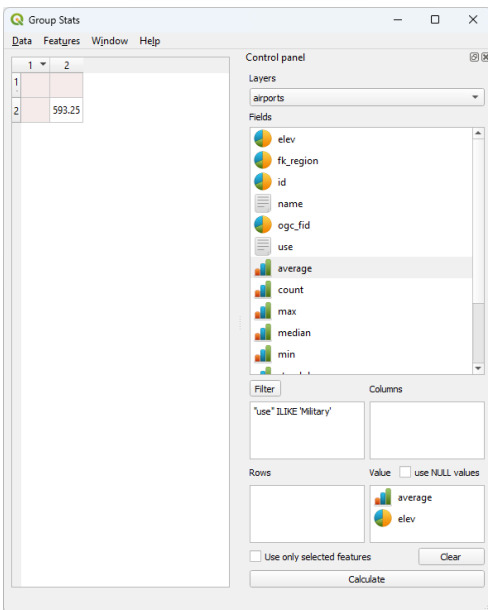 Group Stats
Data Features Window Help
1 2
1
2 593.25
Control panel
Layers
airports
Fields
elev
fk_region
id
name
ogc_fid
use
average
count
max
median
min
Filter Columns
"use" ILIKE 'Military'
Rows Value use NULL values
average
elev
Use only selected features Clear
Calculate